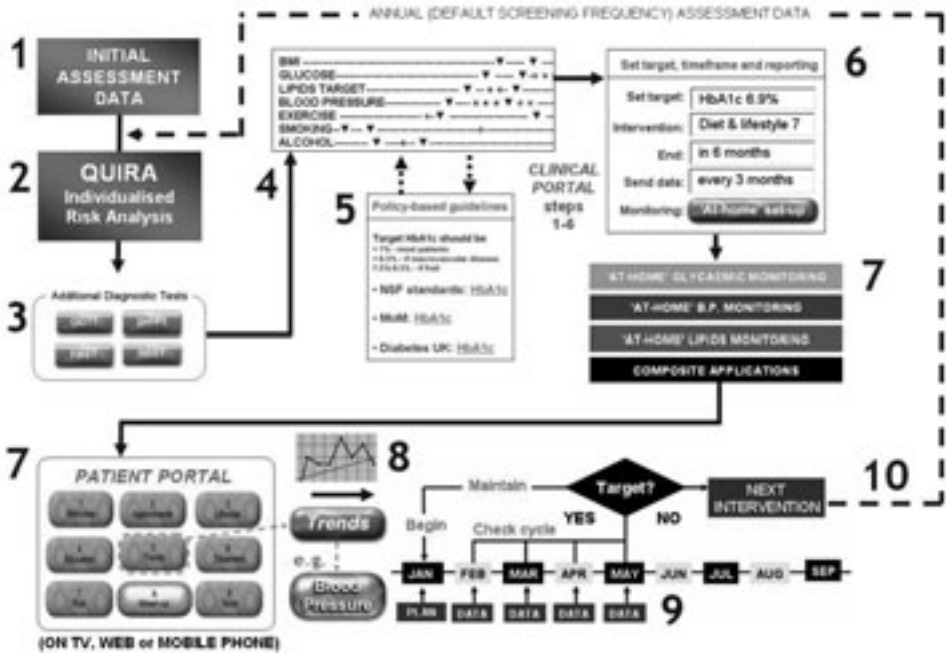 ANNUAL (DEFAULT SCREENING FREQUENCY) ASSESSMENT DATA
1
INITIAL
ASSESSMENT
DATA
2
QUIRA
Individualised
Risk Analysis
3
Additional Diagnostic Tests
4
BMI
GLUCOSE
LIPIDS TARGET
BLOOD PRESSURE
EXERCISE
SMOKING
ALCOHOL
5
Policy-based guidelines
Target HbA1c should be
• NSF standards: HbA1c
• MoM: HbA1c
• Diabetes UK: HbA1c
CLINICAL
PORTAL
steps
1-6
6
Set target, timeframe and reporting
Set target: HbA1c 6.9%
Intervention: Diet & lifestyle 7
End: in 6 months
Send data: every 3 months
Monitoring: 'At-home' set-up
7
'AT-HOME' GLYCAEMIC MONITORING
'AT-HOME' B.P. MONITORING
'AT-HOME' LIPIDS MONITORING
COMPOSITE APPLICATIONS
7
PATIENT PORTAL
(ON TV, WEB or MOBILE PHONE)
8
Trends
e.g.
Blood
Pressure
Maintain
Target?
YES
NO
10
NEXT
INTERVENTION
Begin
Check cycle
JAN FEB MAR APR MAY JUN JUL AUG SEP
PLAN DATA DATA DATA DATA
9